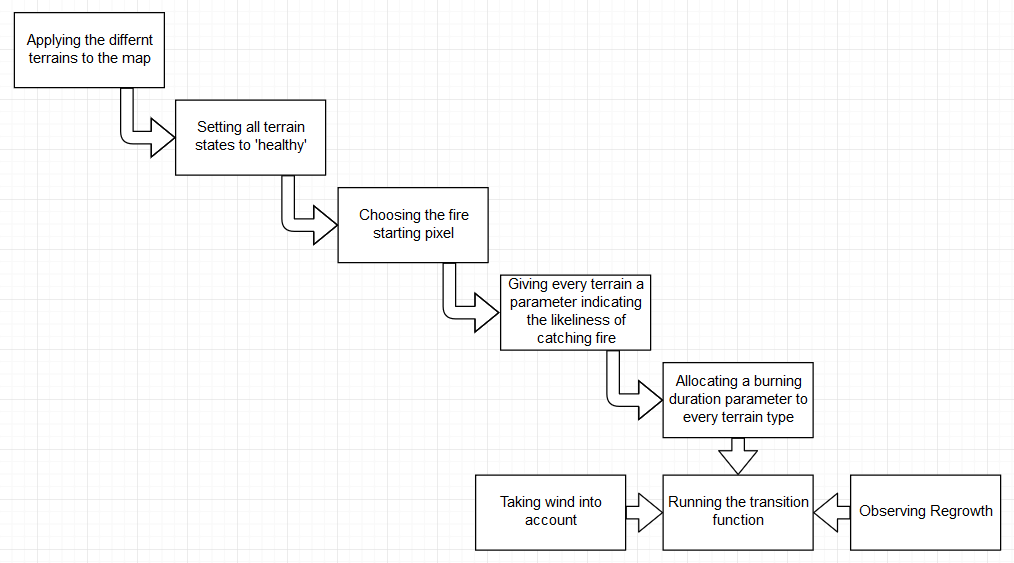 Applying the differnt
terrains to the map
Setting all terrain
states to 'healthy'
Choosing the fire
starting pixel
Giving every terrain a
parameter indicating
the likeliness of
catching fire
Allocating a burning
duration parameter to
every terrain type
Taking wind into
account
Running the transition
function
Observing Regrowth